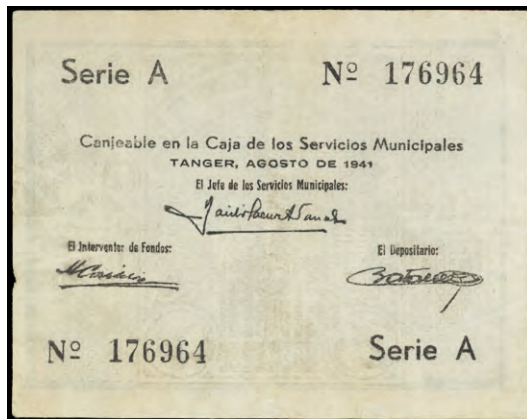 Serie A Nº 176964
Canjeable en la Caja de los Servicios Municipales
TANGER, AGOSTO DE 1941
El Jefe de los Servicios Municipales:
El Interventor de Fondos: El Depositario:
Nº 176964 Serie A